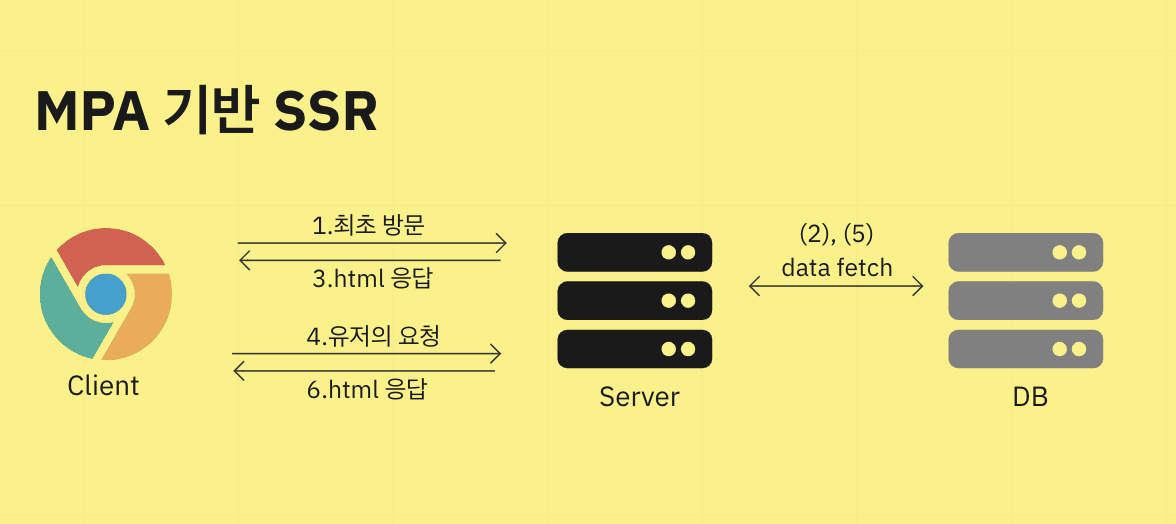 MPA 기반 SSR
1.최초 방문
3.html 응답
4.유저의 요청
6.html 응답
(2), (5)
data fetch
Client
Server
DB